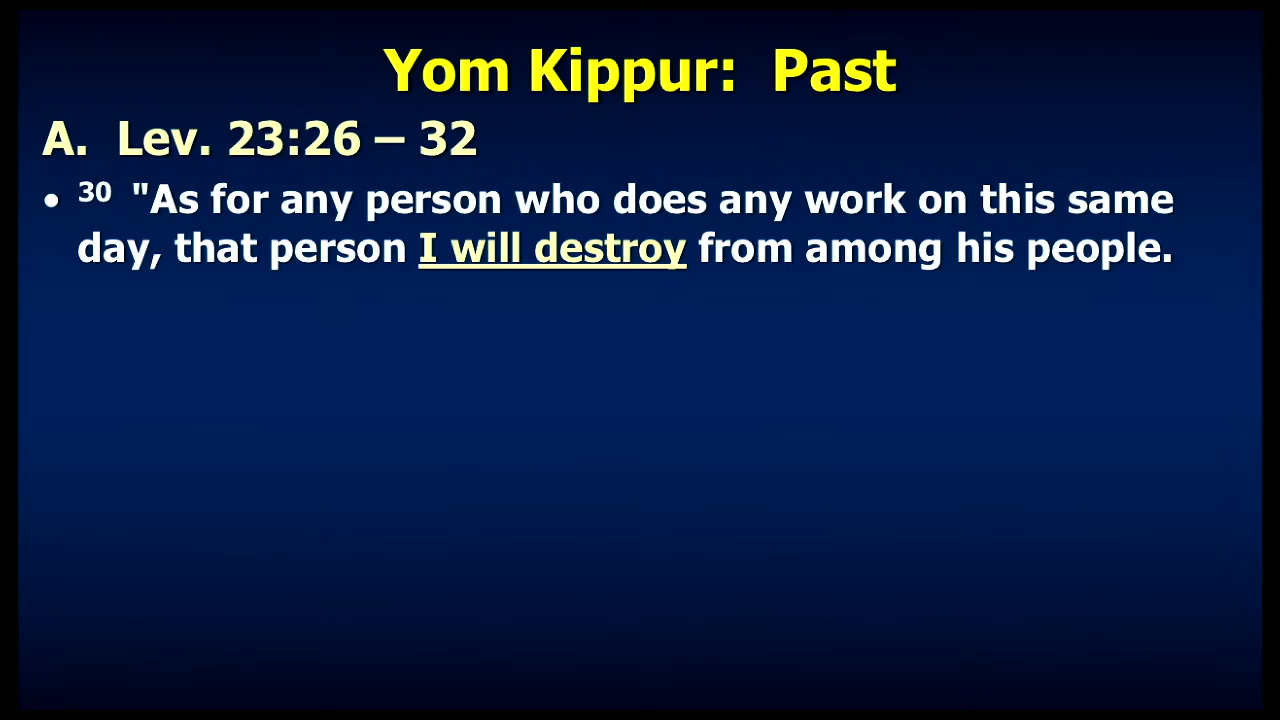 Yom Kippur:  Past
A.  Lev. 23:26 – 32
• 30 "As for any person who does any work on this same
day, that person I will destroy from among his people.